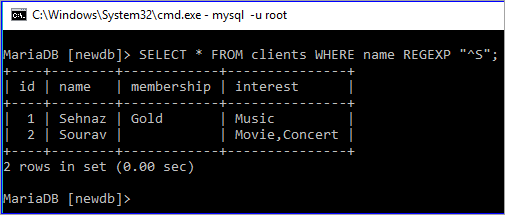 C:\Windows\System32\cmd.exe - mysql  -u root
MariaDB [newdb]> SELECT * FROM clients WHERE name REGEXP "^S";
+----+--------+------------+---------------+
| id | name   | membership | interest      |
+----+--------+------------+---------------+
|  1 | Sehnaz | Gold       | Music         |
|  2 | Sourav |            | Movie,Concert |
+----+--------+------------+---------------+
2 rows in set (0.00 sec)
MariaDB [newdb]>